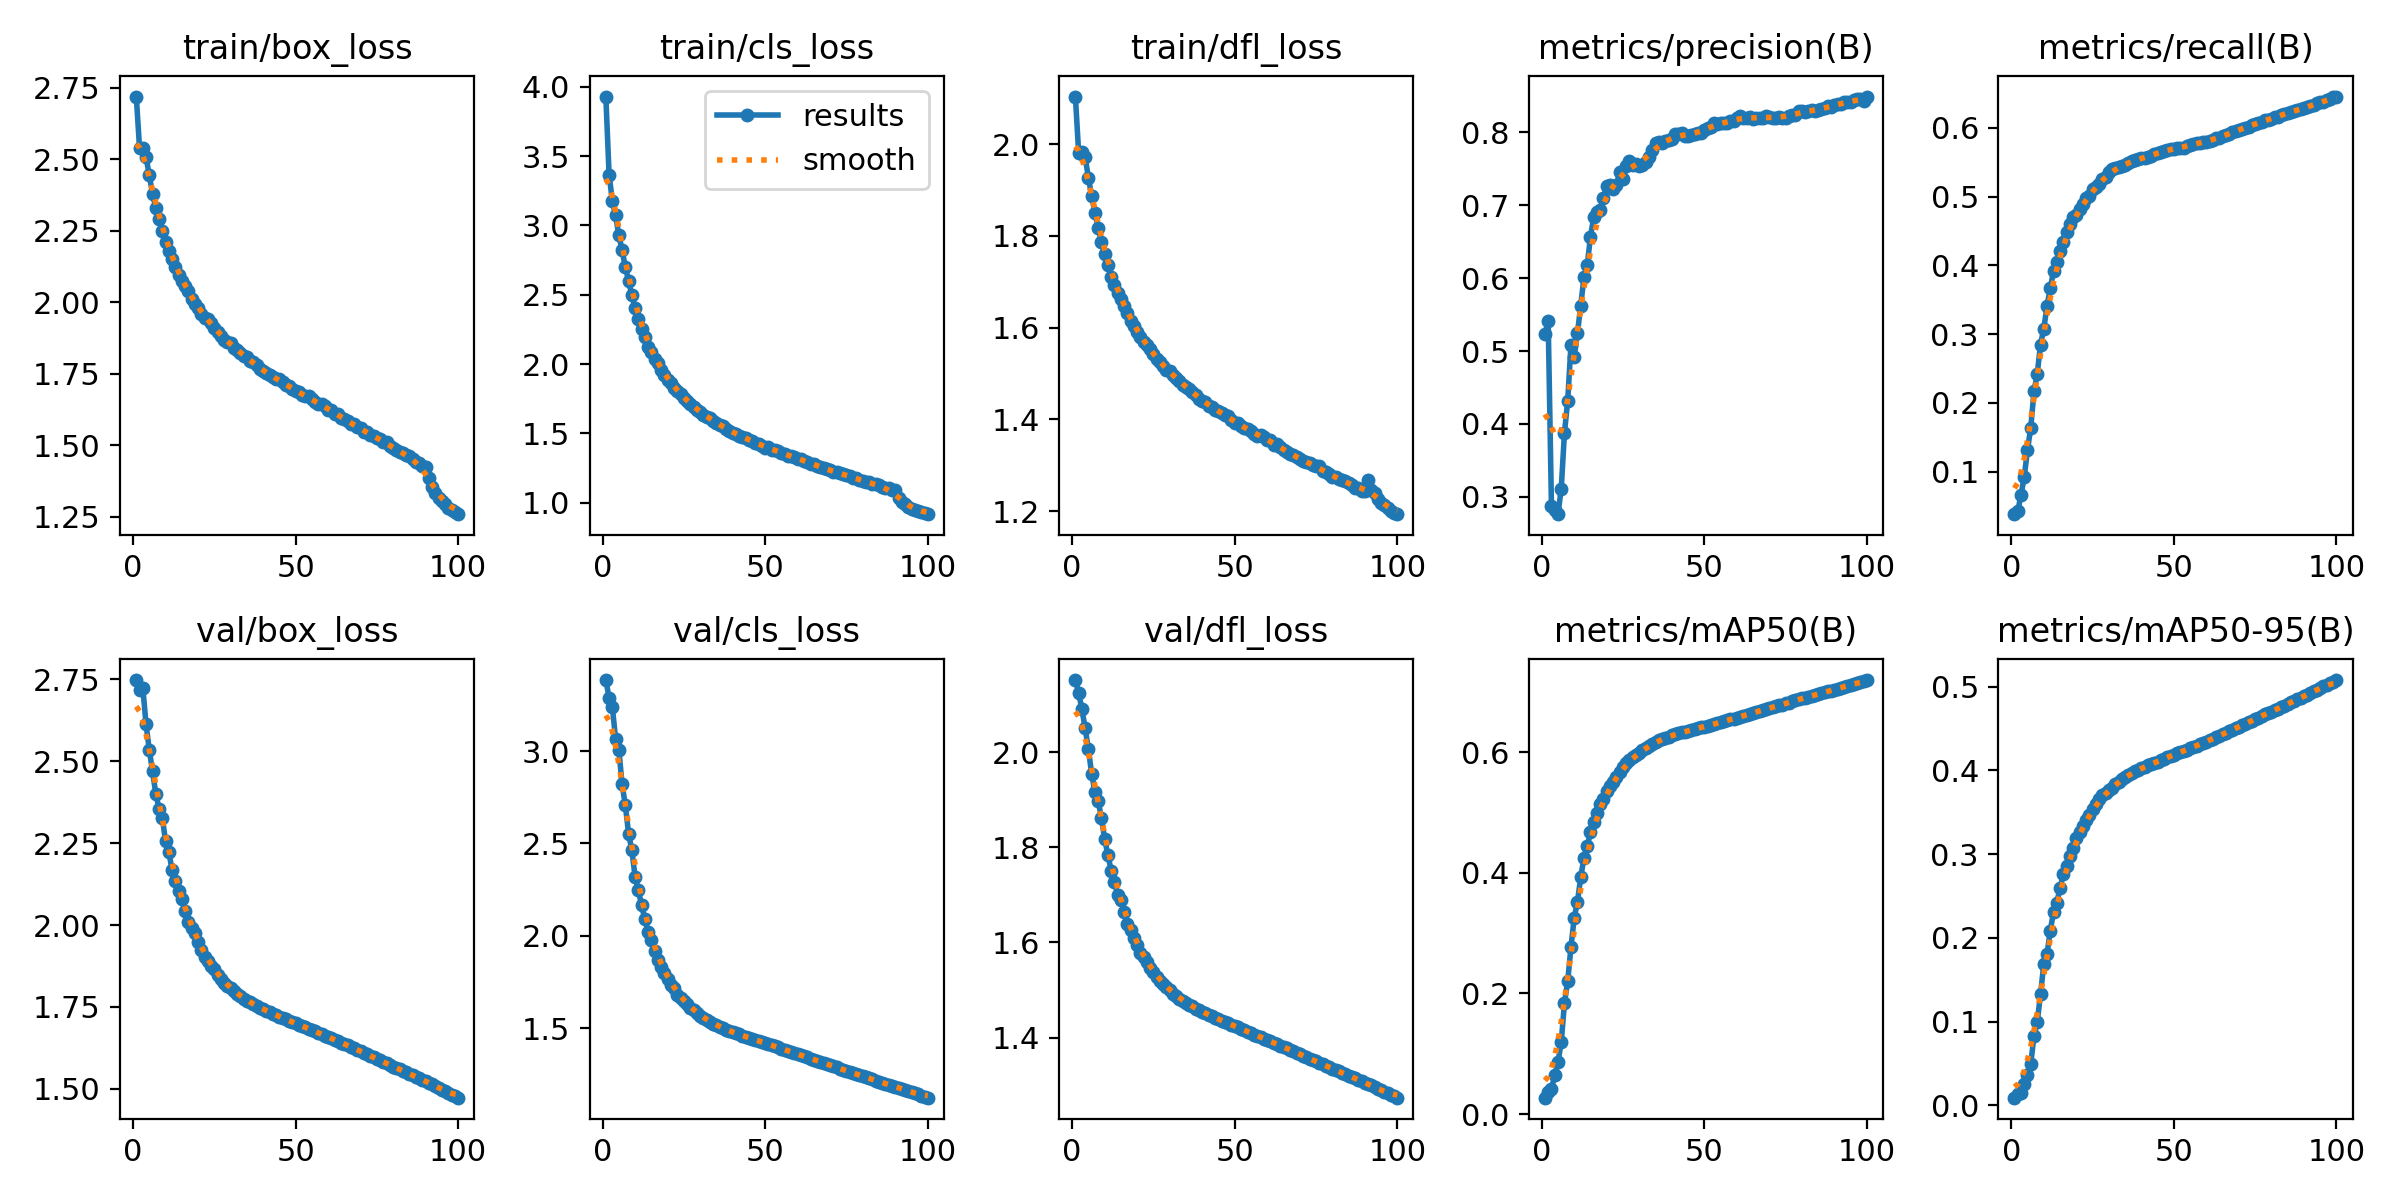 train/box_loss
2.75
2.50
2.25
2.00
1.75
1.50
1.25
0 50 100
train/cls_loss
4.0
3.5
3.0
2.5
2.0
1.5
1.0
0 50 100
results
smooth
train/dfl_loss
2.0
1.8
1.6
1.4
1.2
0 50 100
metrics/precision(B)
0.8
0.7
0.6
0.5
0.4
0.3
0 50 100
metrics/recall(B)
0.6
0.5
0.4
0.3
0.2
0.1
0 50 100
val/box_loss
2.75
2.50
2.25
2.00
1.75
1.50
0 50 100
val/cls_loss
3.0
2.5
2.0
1.5
0 50 100
val/dfl_loss
2.0
1.8
1.6
1.4
0 50 100
metrics/mAP50(B)
0.6
0.4
0.2
0.0
0 50 100
metrics/mAP50-95(B)
0.5
0.4
0.3
0.2
0.1
0.0
0 50 100